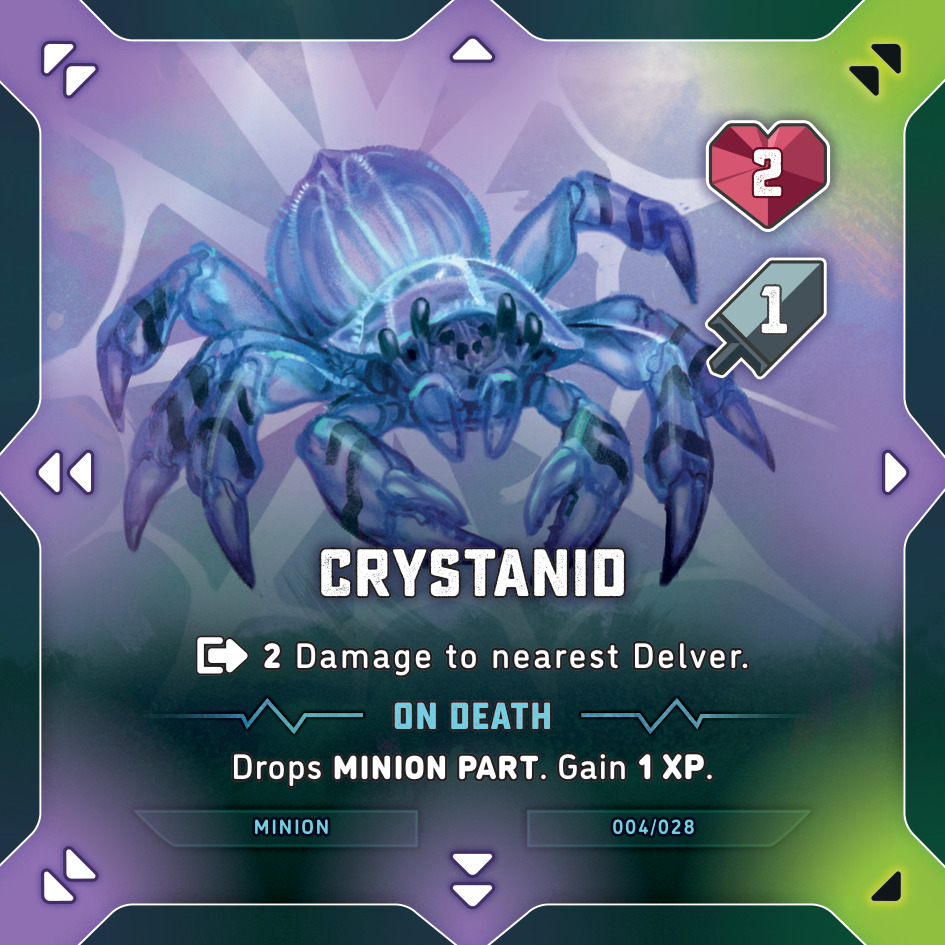 2
1
CRYSTANID
2 Damage to nearest Delver.
ON DEATH
Drops MINION PART. Gain 1 XP.
MINION
004/028